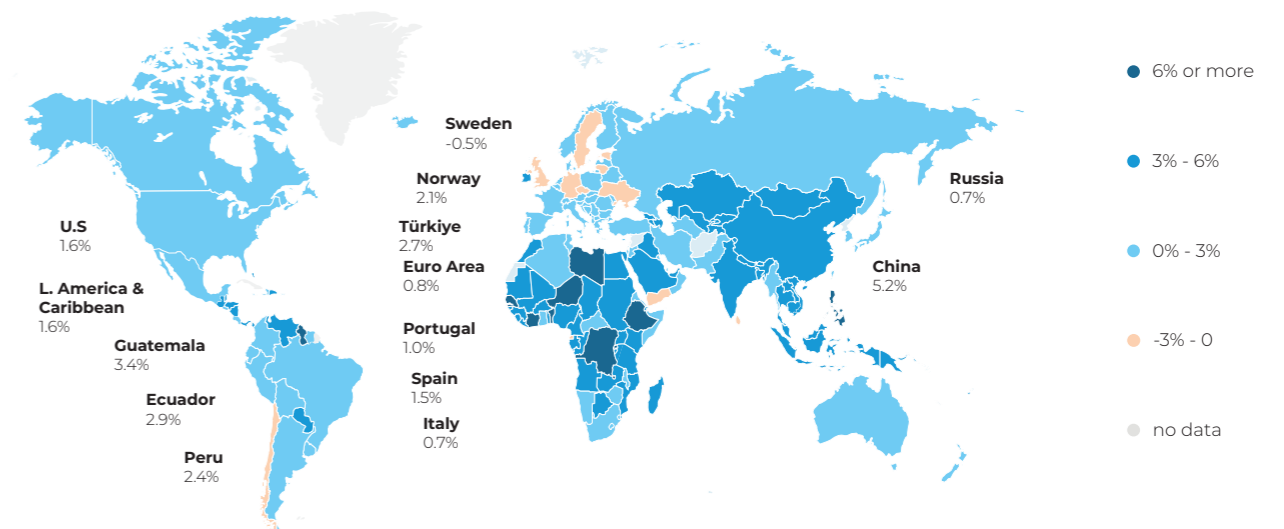 Sweden
-0.5%
Norway
2.1%
Türkiye
2.7%
Euro Area
0.8%
Portugal
1.0%
Spain
1.5%
Italy
0.7%
U.S
1.6%
L. America &
Caribbean
1.6%
Guatemala
3.4%
Ecuador
2.9%
Peru
2.4%
Russia
0.7%
China
5.2%
6% or more
3% - 6%
0% - 3%
-3% - 0
no data